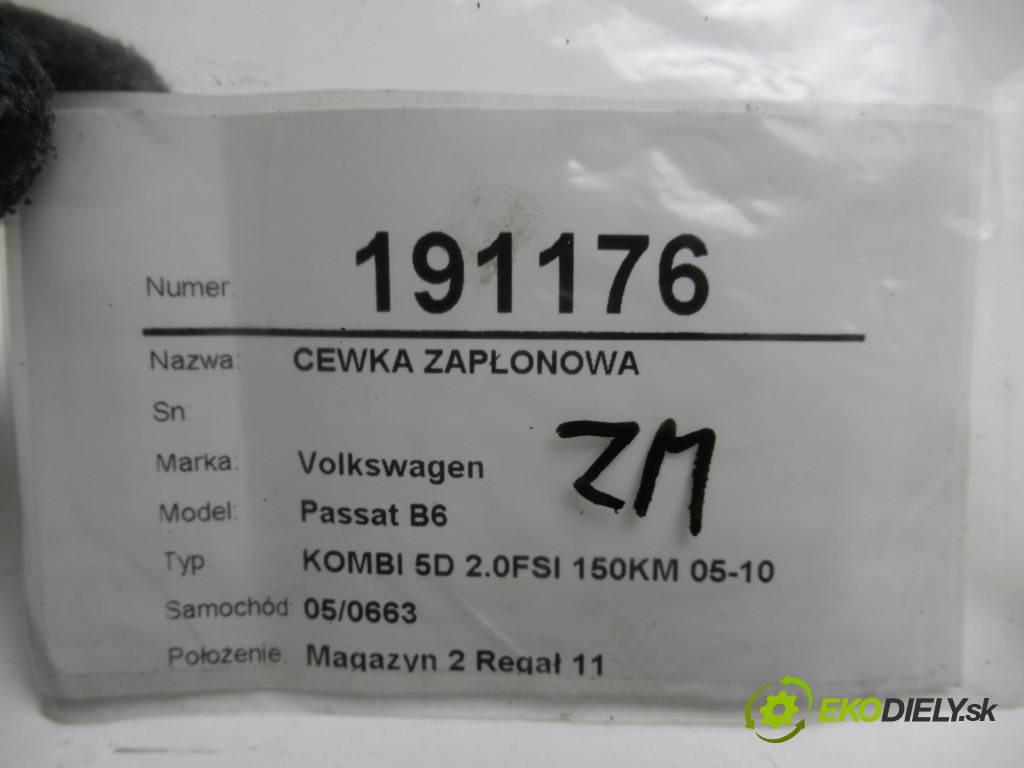 Numer: 191176
Nazwa: CEWKA ZAPŁONOWA
Sn:
ZM
Marka: Volkswagen
Model: Passat B6
Typ KOMBI 5D 2.0FSI 150KM 05-10
Samochód: 05/0663
Położenie: Magazyn 2 Regał 11
EKODIELY.sk